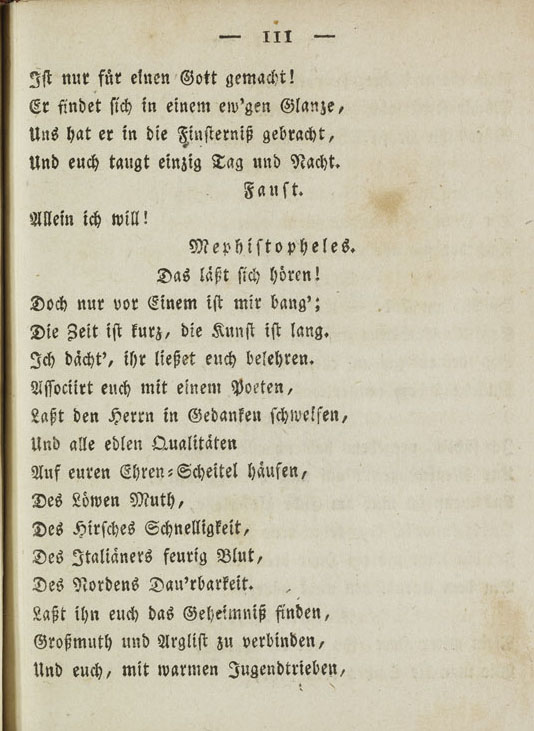 — 111 —
Ist nur für einen Gott gemacht!
Er findet sich in einem ew'gen Glanze,
Uns hat er in die Finsterniß gebracht,
Und euch taugt einzig Tag und Nacht.
Faust.
Allein ich will!
Mephistopheles.
Das läßt sich hören!
Doch nur vor Einem ist mir bang';
Die Zeit ist kurz, die Kunst ist lang.
Ich dächt', ihr ließet euch belehren.
Associirt euch mit einem Poeten,
Laßt den Herrn in Gedanken schweifen,
Und alle edlen Qualitäten
Auf euren Ehren-Scheitel häufen,
Des Löwen Muth,
Des Hirsches Schnelligkeit,
Des Italiäners feurig Blut,
Des Nordens Dau'rbarkeit.
Laßt ihn euch das Geheimniß finden,
Großmuth und Arglist zu verbinden,
Und euch, mit warmen Jugendtrieben,